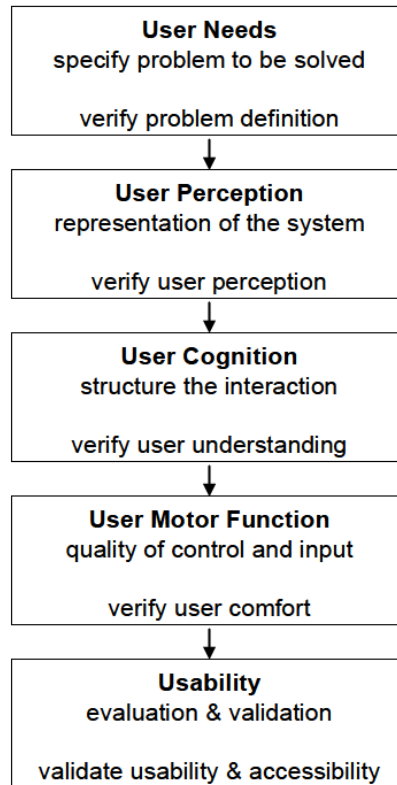 User Needs
specify problem to be solved
verify problem definition
User Perception
representation of the system
verify user perception
User Cognition
structure the interaction
verify user understanding
User Motor Function
quality of control and input
verify user comfort
Usability
evaluation & validation
validate usability & accessibility